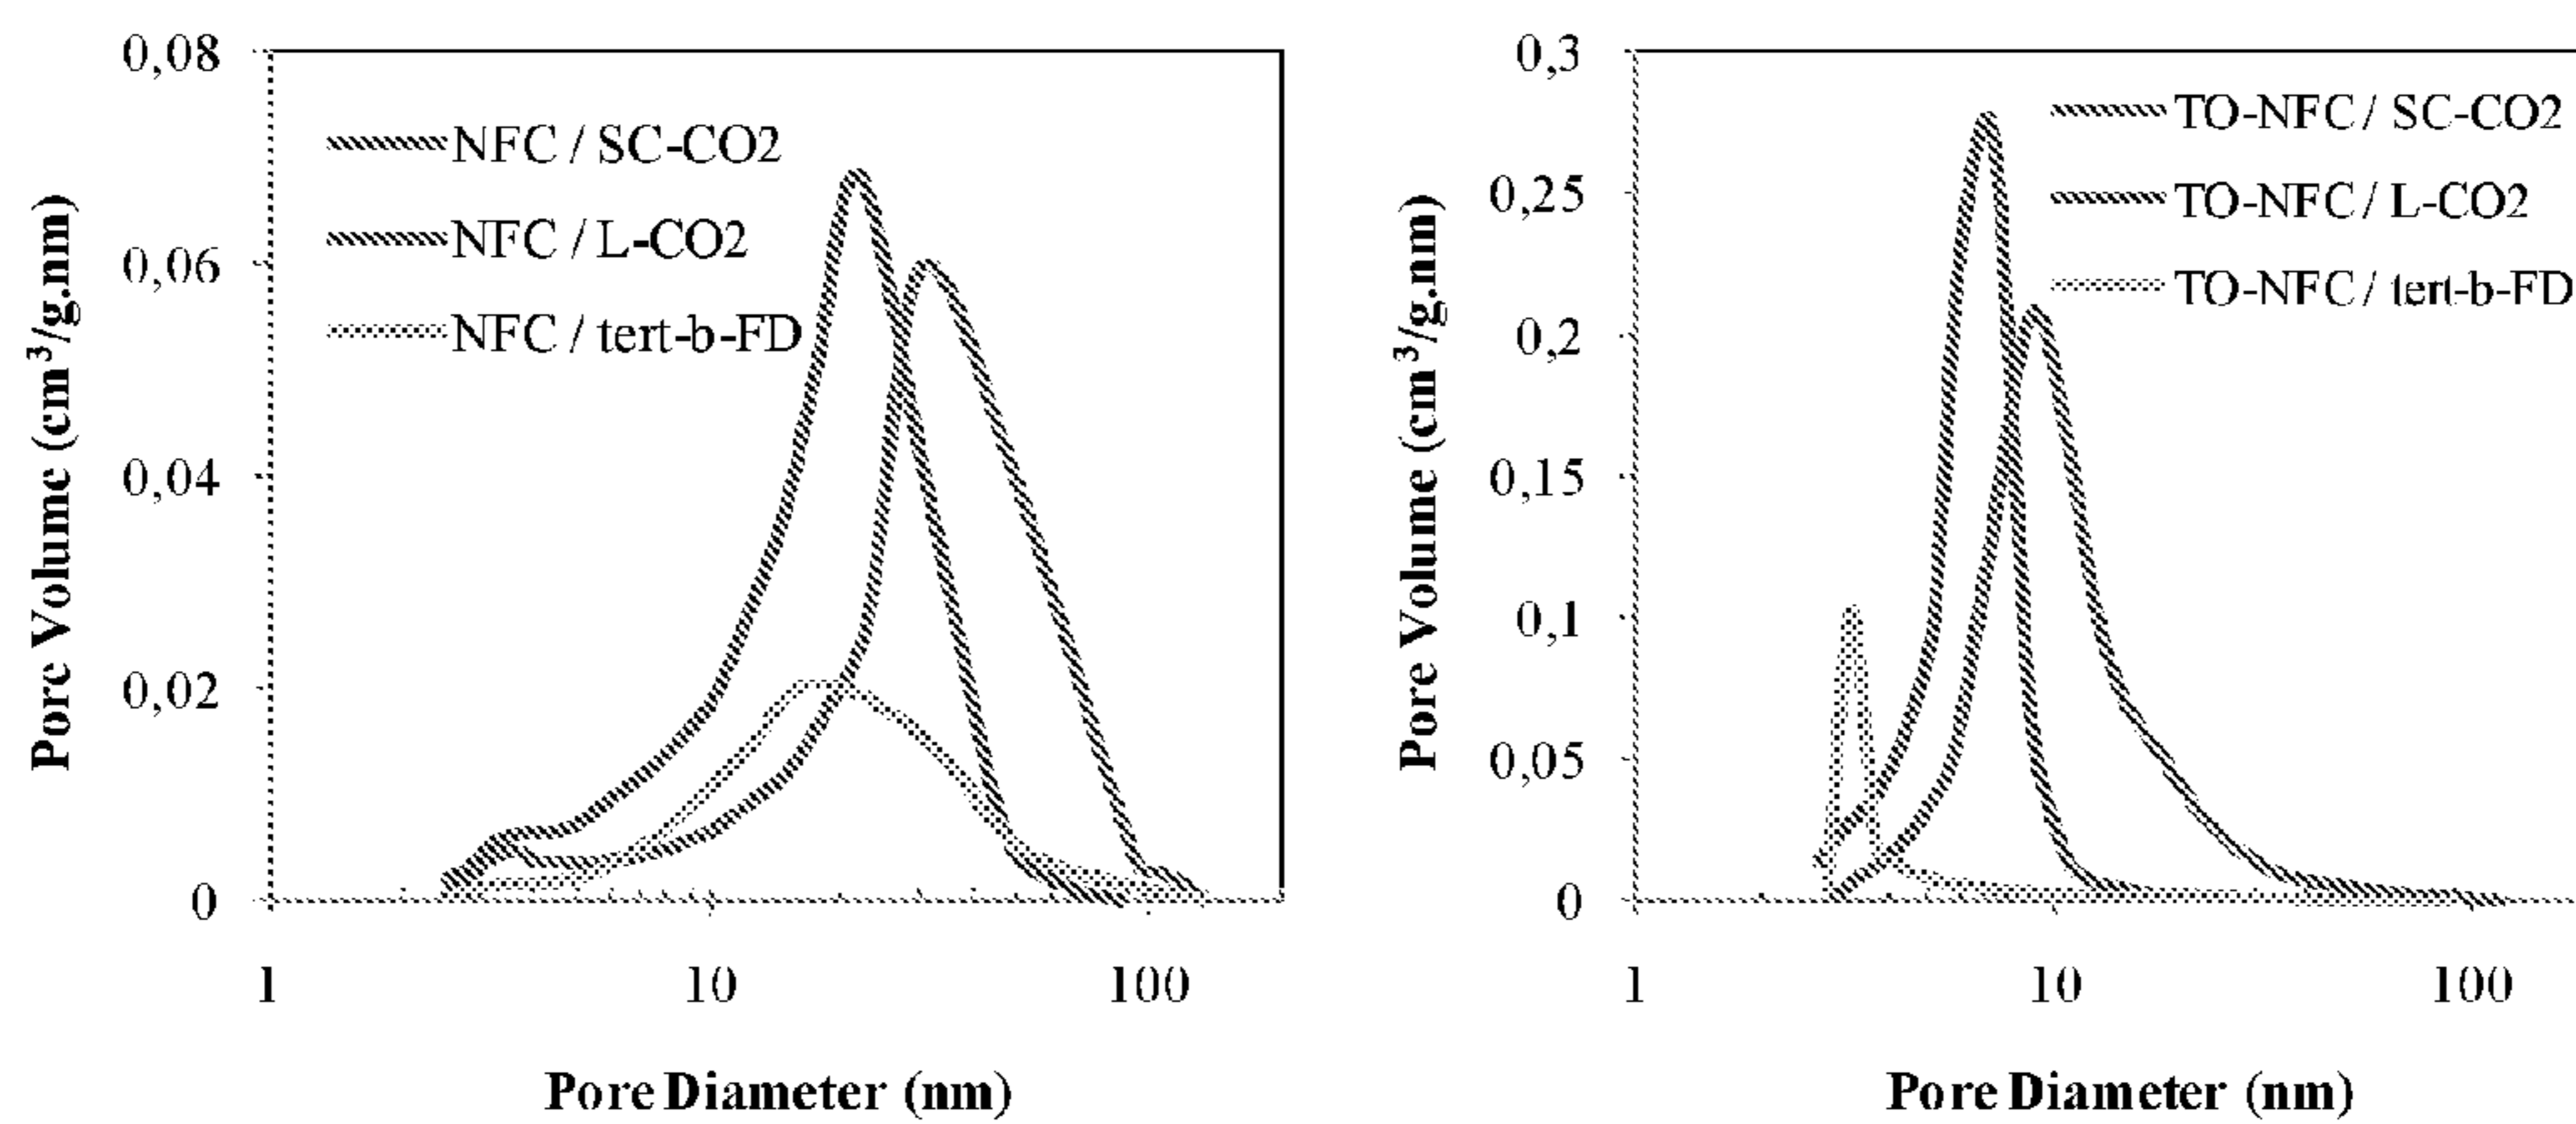 0,08
NFC / SC-CO2
NFC / L-CO2
NFC / tert-b-FD
0,06
0,04
0,02
0
1
10
100
Pore Volume (cm³/g.nm)
Pore Diameter (nm)
0,3
TO-NFC / SC-CO2
TO-NFC / L-CO2
TO-NFC / tert-b-FD
0,25
0,2
0,15
0,1
0,05
0
1
10
100
Pore Volume (cm³/g.nm)
Pore Diameter (nm)